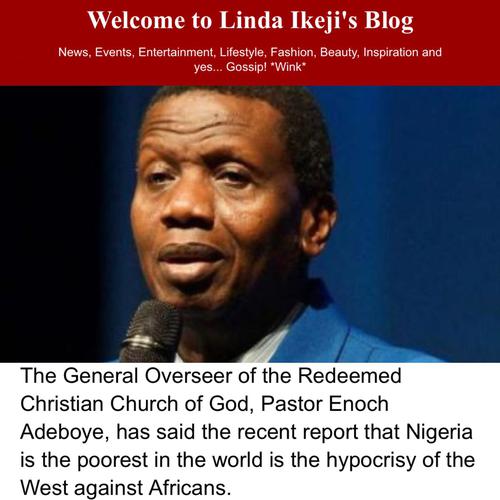 Welcome to Linda Ikeji's Blog
News, Events, Entertainment, Lifestyle, Fashion, Beauty, Inspiration and
yes... Gossip! *Wink*
The General Overseer of the Redeemed
Christian Church of God, Pastor Enoch
Adeboye, has said the recent report that Nigeria
is the poorest in the world is the hypocrisy of the
West against Africans.